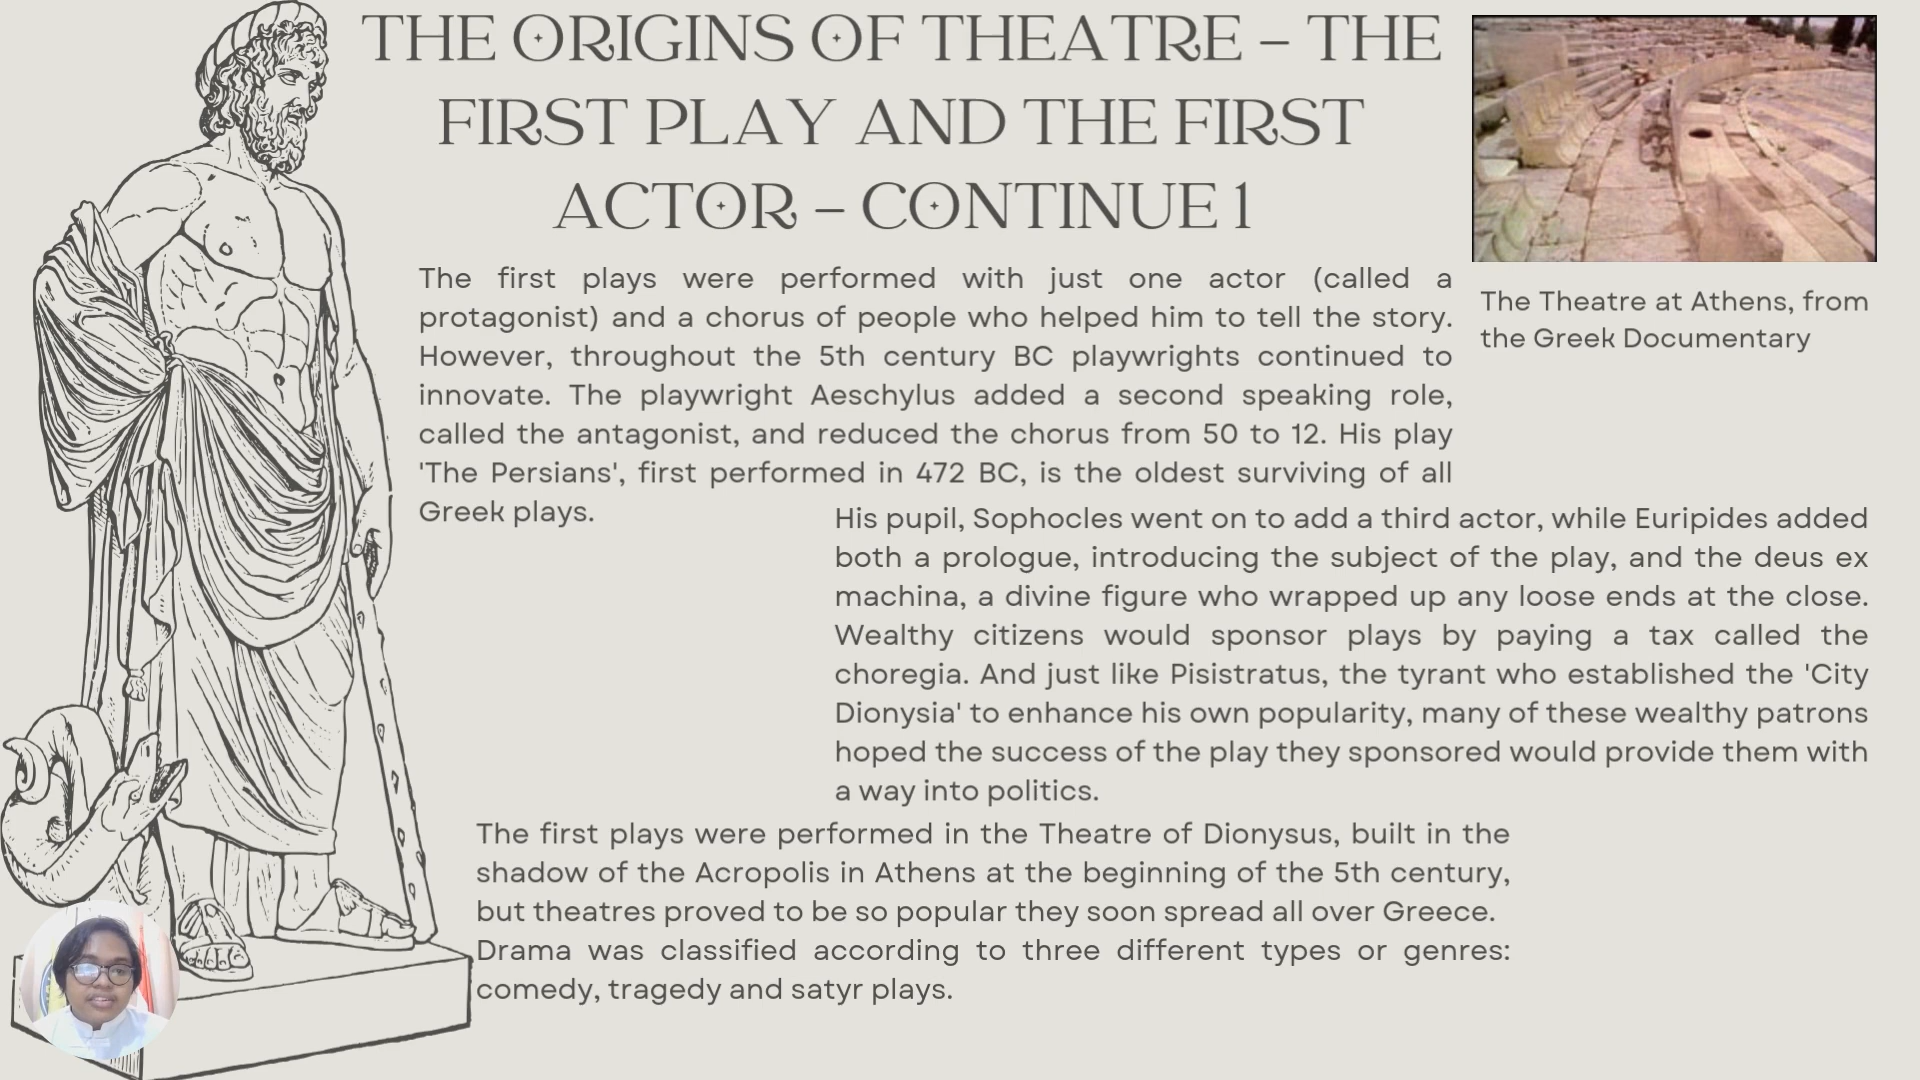 THE ORIGINS OF THEATRE – THE
FIRST PLAY AND THE FIRST
ACTOR – CONTINUE 1
The first plays were performed with just one actor (called a
protagonist) and a chorus of people who helped him to tell the story.
However, throughout the 5th century BC playwrights continued to
innovate. The playwright Aeschylus added a second speaking role,
called the antagonist, and reduced the chorus from 50 to 12. His play
'The Persians', first performed in 472 BC, is the oldest surviving of all
Greek plays.
The Theatre at Athens, from
the Greek Documentary
His pupil, Sophocles went on to add a third actor, while Euripides added
both a prologue, introducing the subject of the play, and the deus ex
machina, a divine figure who wrapped up any loose ends at the close.
Wealthy citizens would sponsor plays by paying a tax called the
choregia. And just like Pisistratus, the tyrant who established the 'City
Dionysia' to enhance his own popularity, many of these wealthy patrons
hoped the success of the play they sponsored would provide them with
a way into politics.
The first plays were performed in the Theatre of Dionysus, built in the
shadow of the Acropolis in Athens at the beginning of the 5th century,
but theatres proved to be so popular they soon spread all over Greece.
Drama was classified according to three different types or genres:
comedy, tragedy and satyr plays.